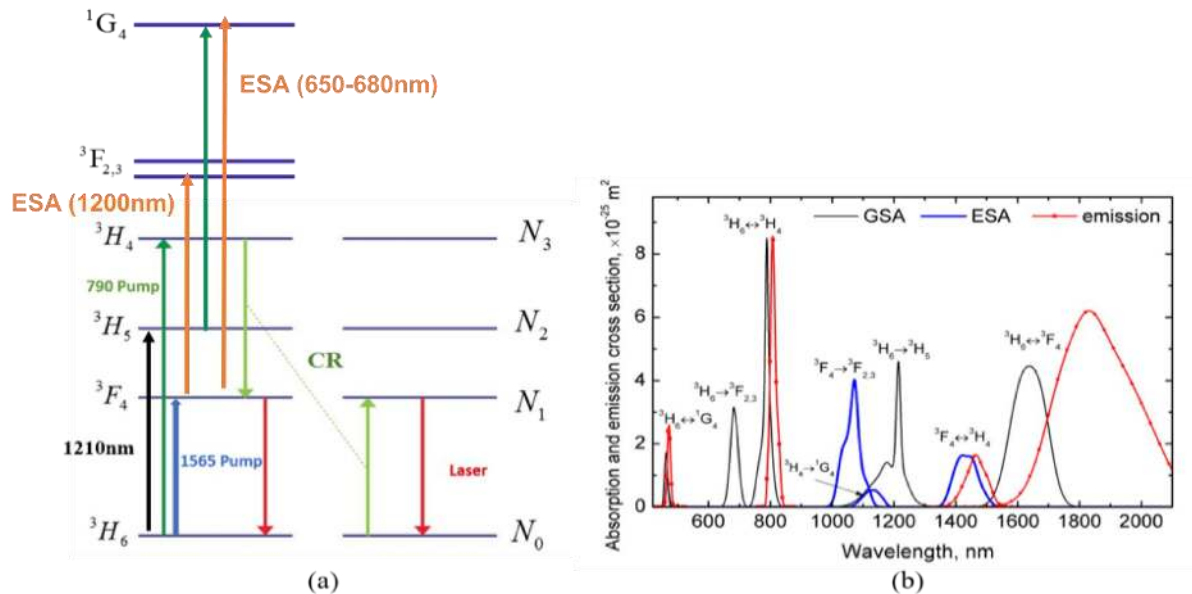 ¹G₄
ESA (650-680nm)
³F₂,₃
ESA (1200nm)
³H₄
N₃
790 Pump
³H₅
N₂
CR
³F₄
N₁
1210nm
1565 Pump
Laser
³H₆
N₀
(a)
Absorption and emission cross section, ×10⁻²⁵ m²
8
6
4
2
0
GSA
ESA
emission
³H₆↔³H₄
³H₆→³F₂,₃
³H₆↔¹G₄
³F₄→³F₂,₃
³H₆→³H₅
³H₄→¹G₄
³F₄↔³H₄
³H₆↔³F₄
600 800 1000 1200 1400 1600 1800 2000
Wavelength, nm
(b)